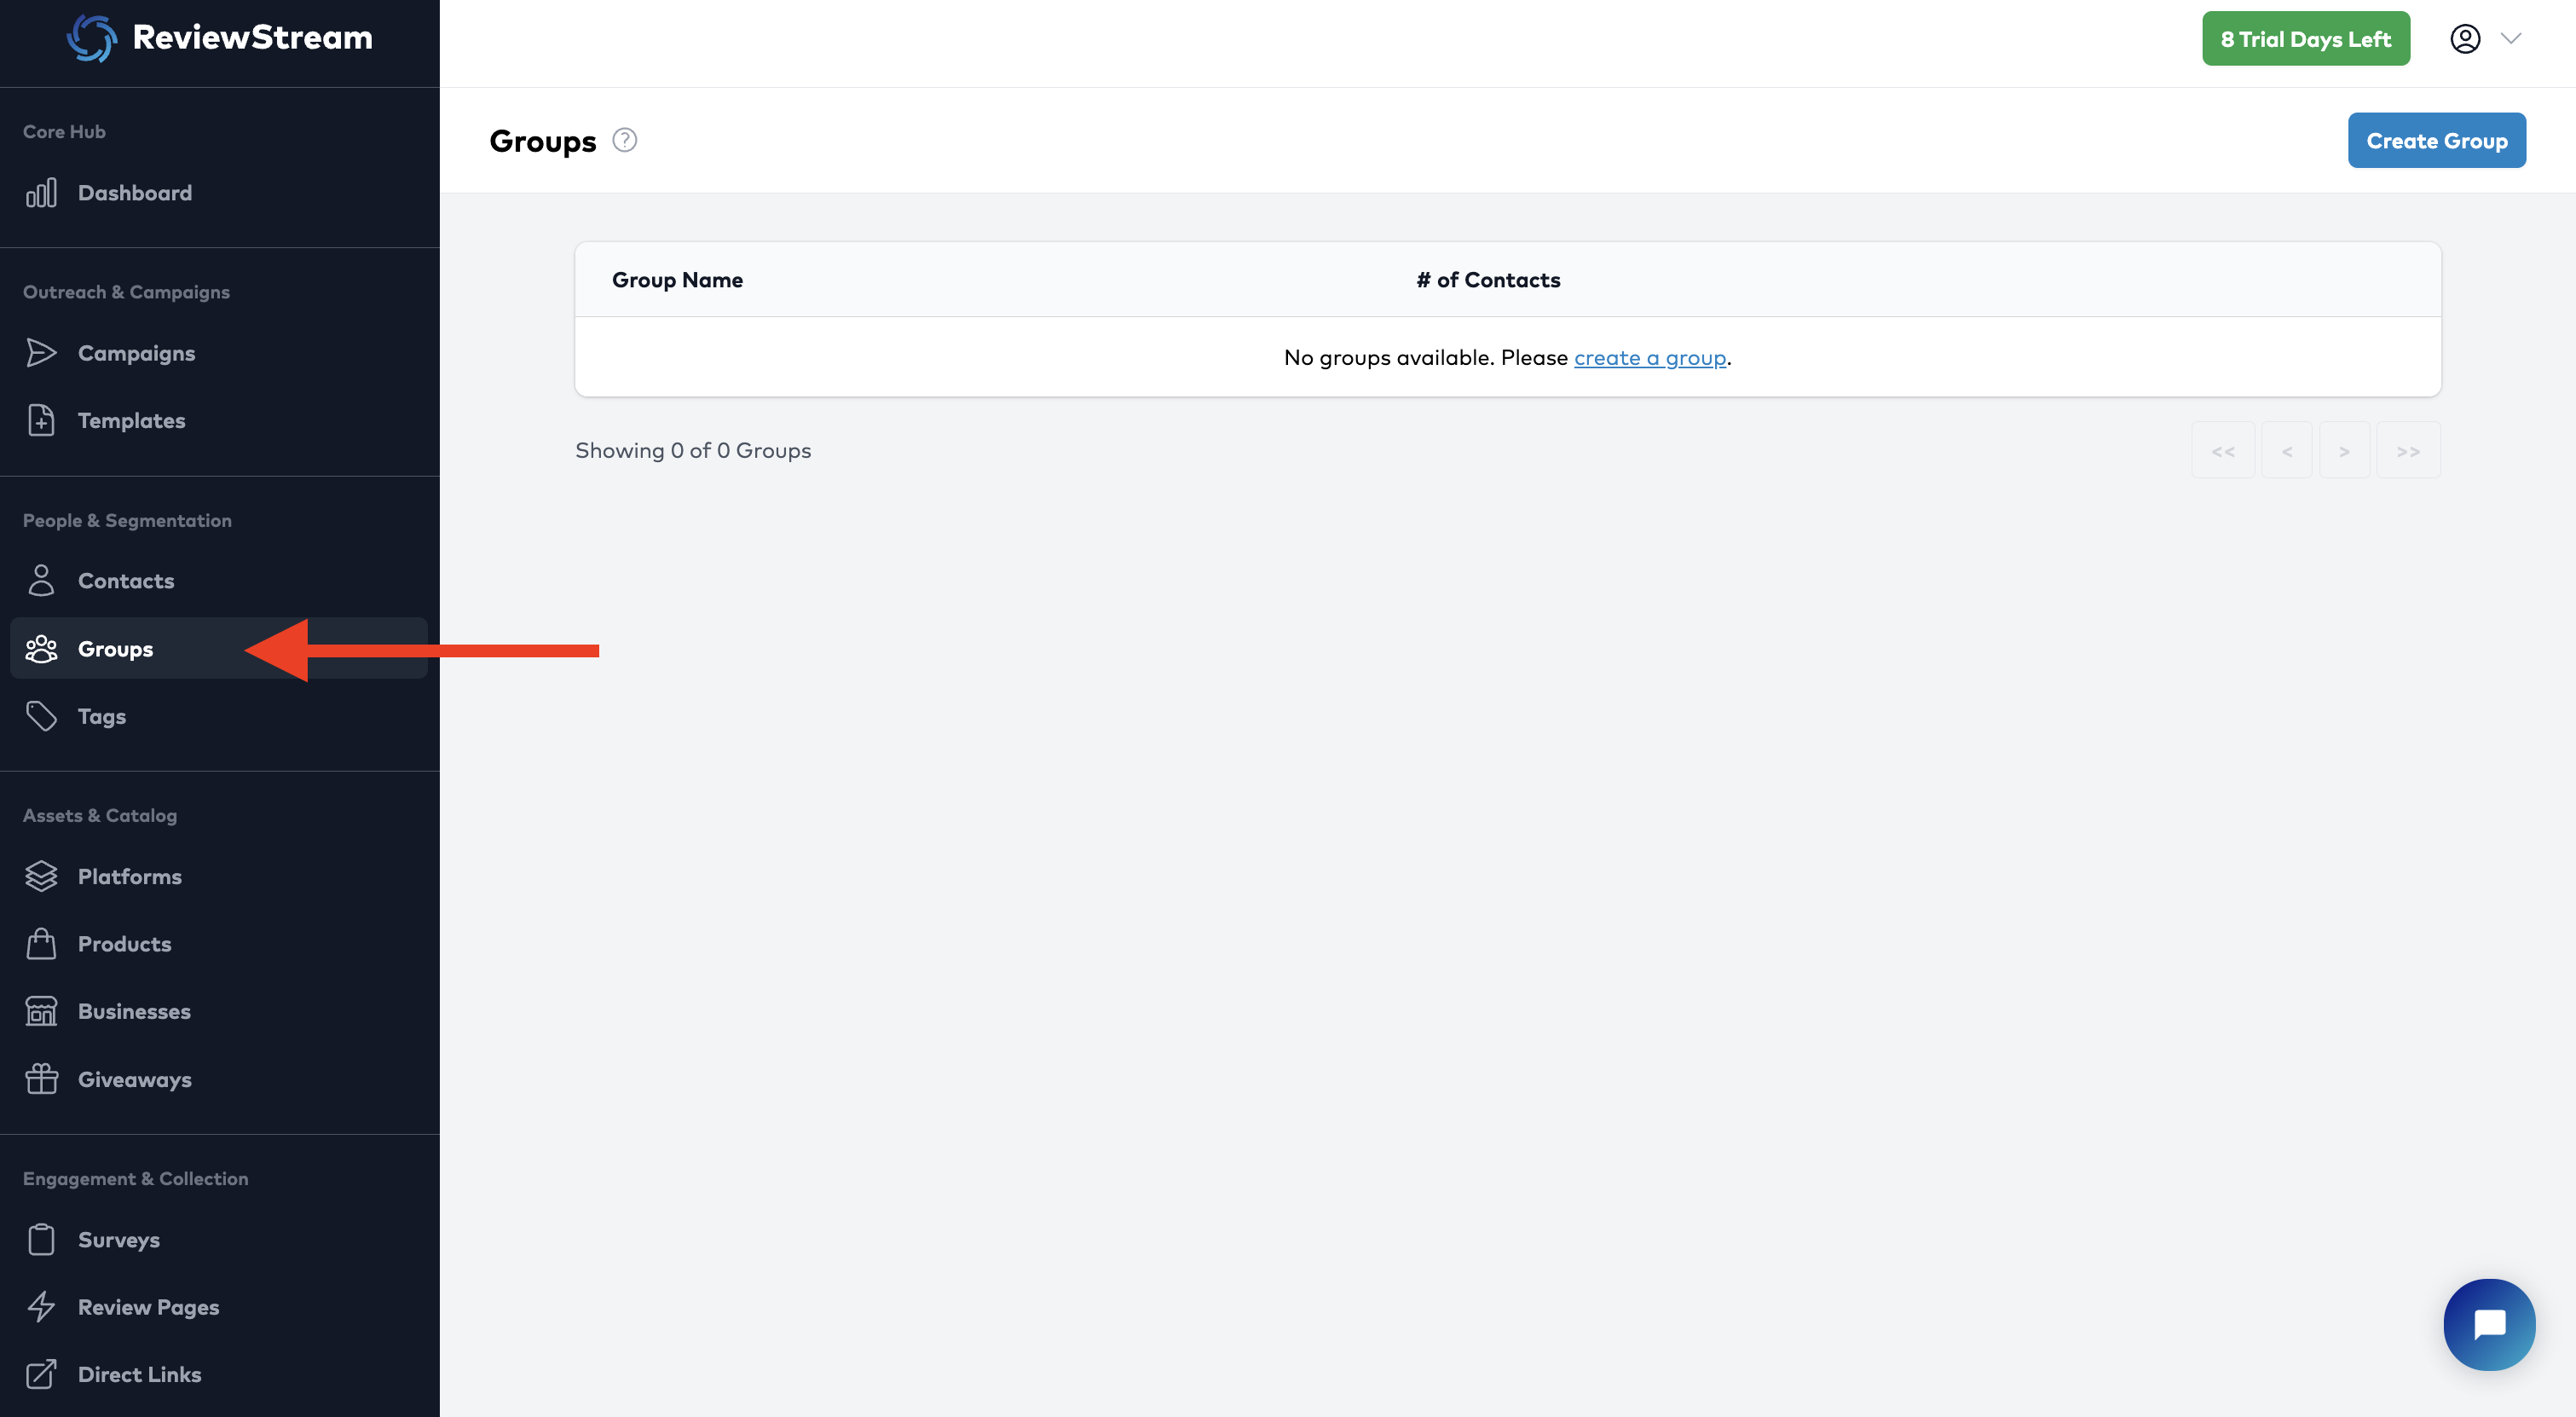 ReviewStream
8 Trial Days Left
Core Hub
Dashboard
Outreach & Campaigns
Campaigns
Templates
People & Segmentation
Contacts
Groups
Tags
Assets & Catalog
Platforms
Products
Businesses
Giveaways
Engagement & Collection
Surveys
Review Pages
Direct Links
Groups ?
Create Group
Group Name # of Contacts
No groups available. Please create a group.
Showing 0 of 0 Groups
<< < > >>